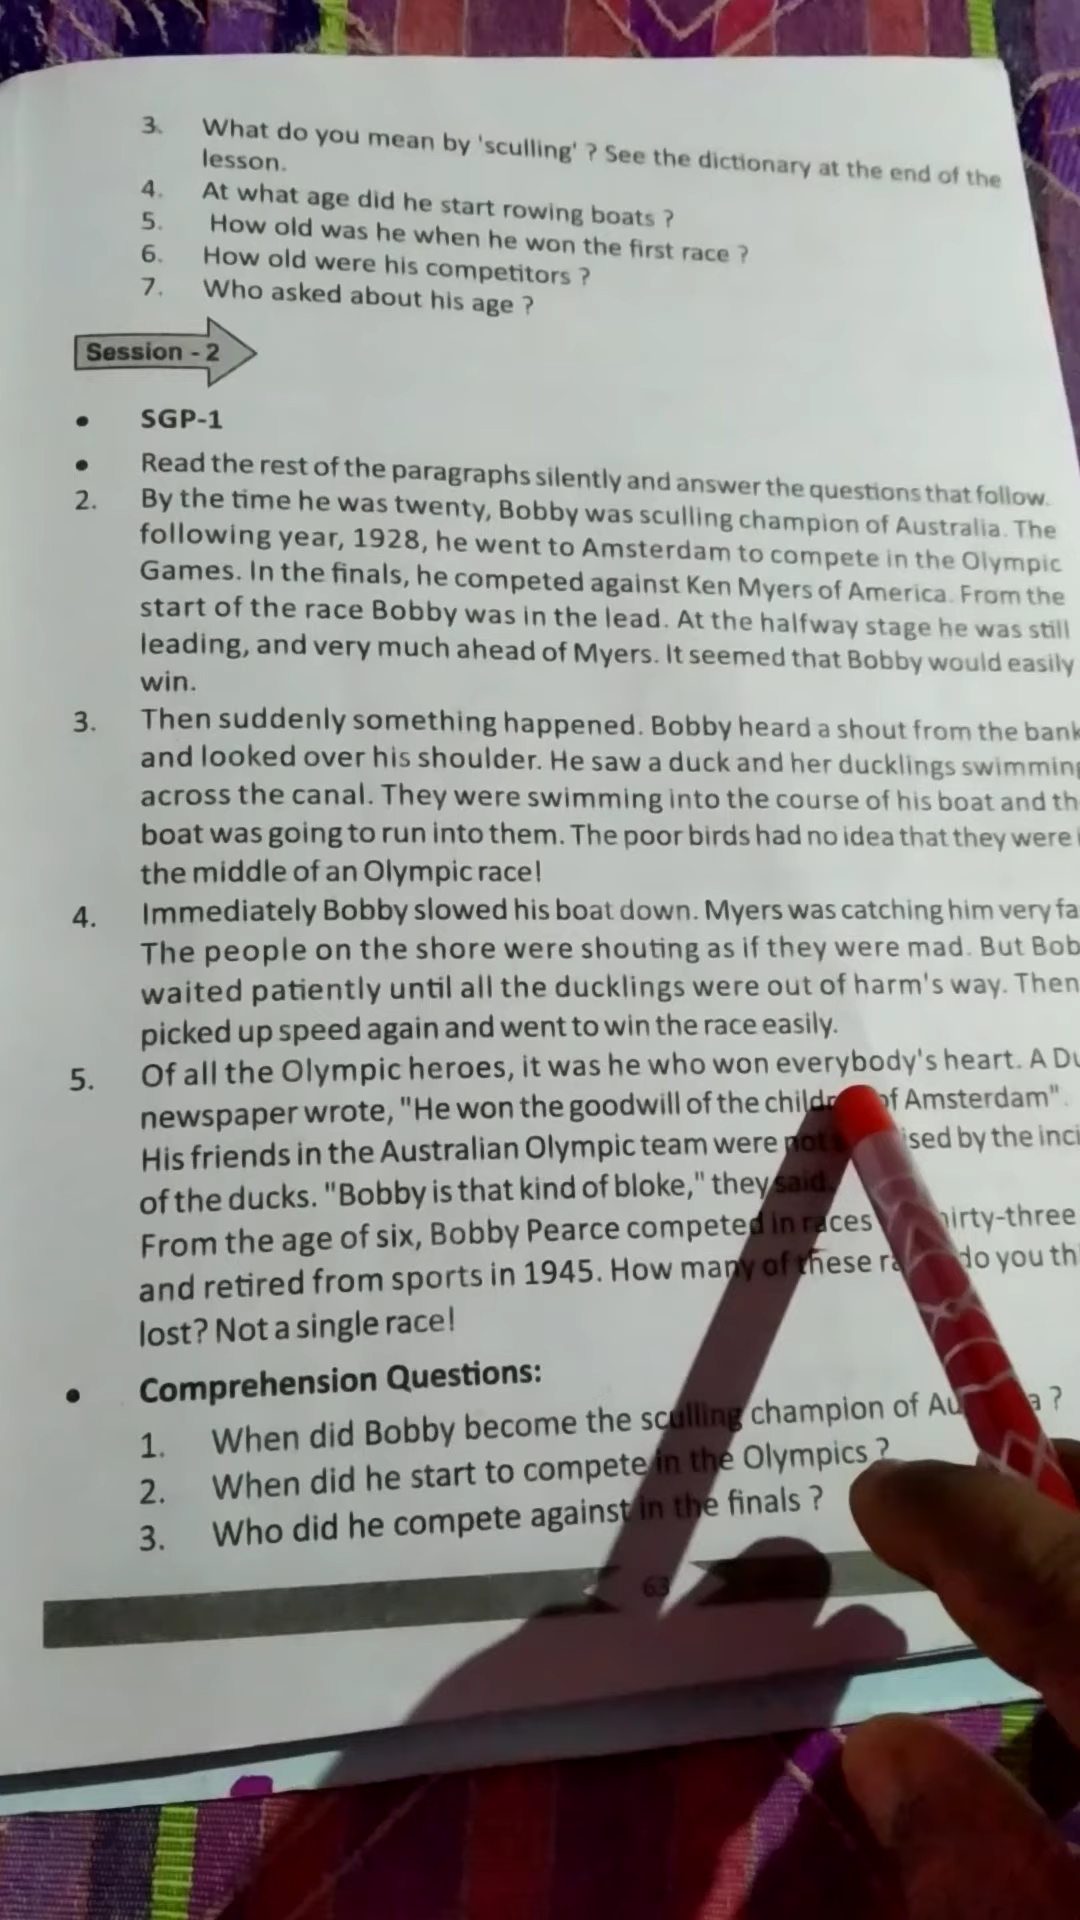 3. What do you mean by 'sculling' ? See the dictionary at the end of the
lesson.
4. At what age did he start rowing boats ?
5. How old was he when he won the first race ?
6. How old were his competitors ?
7. Who asked about his age ?
Session - 2
• SGP-1
• Read the rest of the paragraphs silently and answer the questions that follow.
2. By the time he was twenty, Bobby was sculling champion of Australia. The
following year, 1928, he went to Amsterdam to compete in the Olympic
Games. In the finals, he competed against Ken Myers of America. From the
start of the race Bobby was in the lead. At the halfway stage he was still
leading, and very much ahead of Myers. It seemed that Bobby would easily
win.
3. Then suddenly something happened. Bobby heard a shout from the bank
and looked over his shoulder. He saw a duck and her ducklings swimming
across the canal. They were swimming into the course of his boat and
boat was going to run into them. The poor birds had no idea that they were
the middle of an Olympic race!
4. Immediately Bobby slowed his boat down. Myers was catching him very
The people on the shore were shouting as if they were mad. But
waited patiently until all the ducklings were out of harm's way. Then
picked up speed again and went to win the race easily.
5. Of all the Olympic heroes, it was he who won everybody's heart. A
newspaper wrote, "He won the goodwill of the of Amsterdam".
His friends in the Australian Olympic team were not by the
of the ducks. "Bobby is that kind of bloke," they said.
From the age of six, Bobby Pearce competed in races
and retired from sports in 1945. How many of these do you
lost? Not a single race!
• Comprehension Questions:
1. When did Bobby become the sculling champion of ?
2. When did he start to compete in the Olympics ?
3. Who did he compete against in the finals ?
63